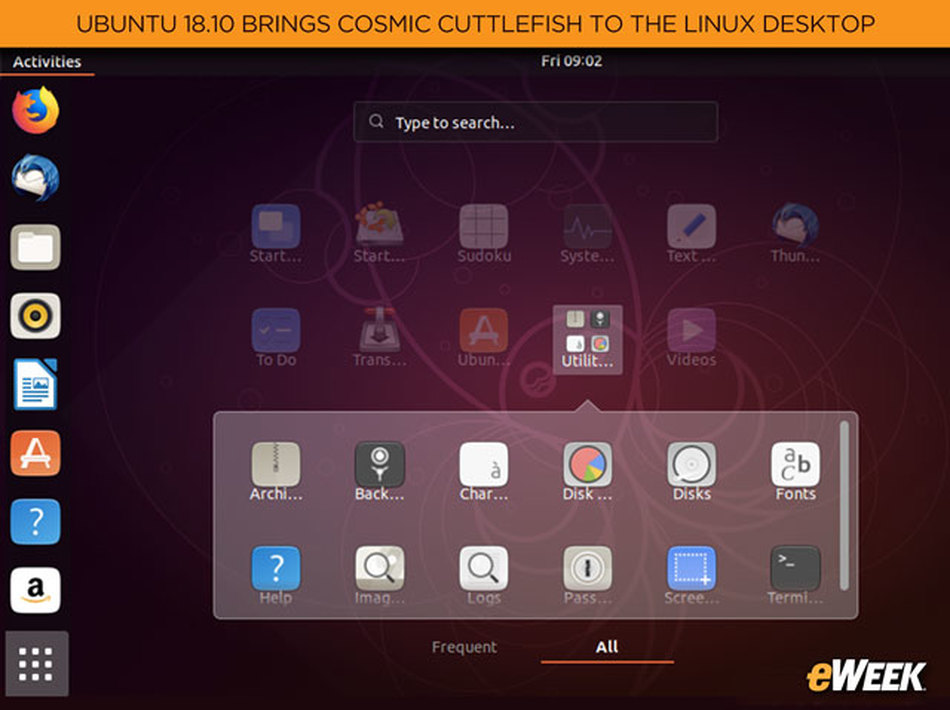 UBUNTU 18.10 BRINGS COSMIC CUTTLEFISH TO THE LINUX DESKTOP
Activities
Fri 09:02
Type to search...
Start... Start... Sudoku Syste... Text ... Thun...
To Do Trans... Ubun... Utilit... Videos
Archi... Back... Char... Disk ... Disks Fonts
Help Imag... Logs Pass... Scree... Termi...
Frequent All
eWEEK